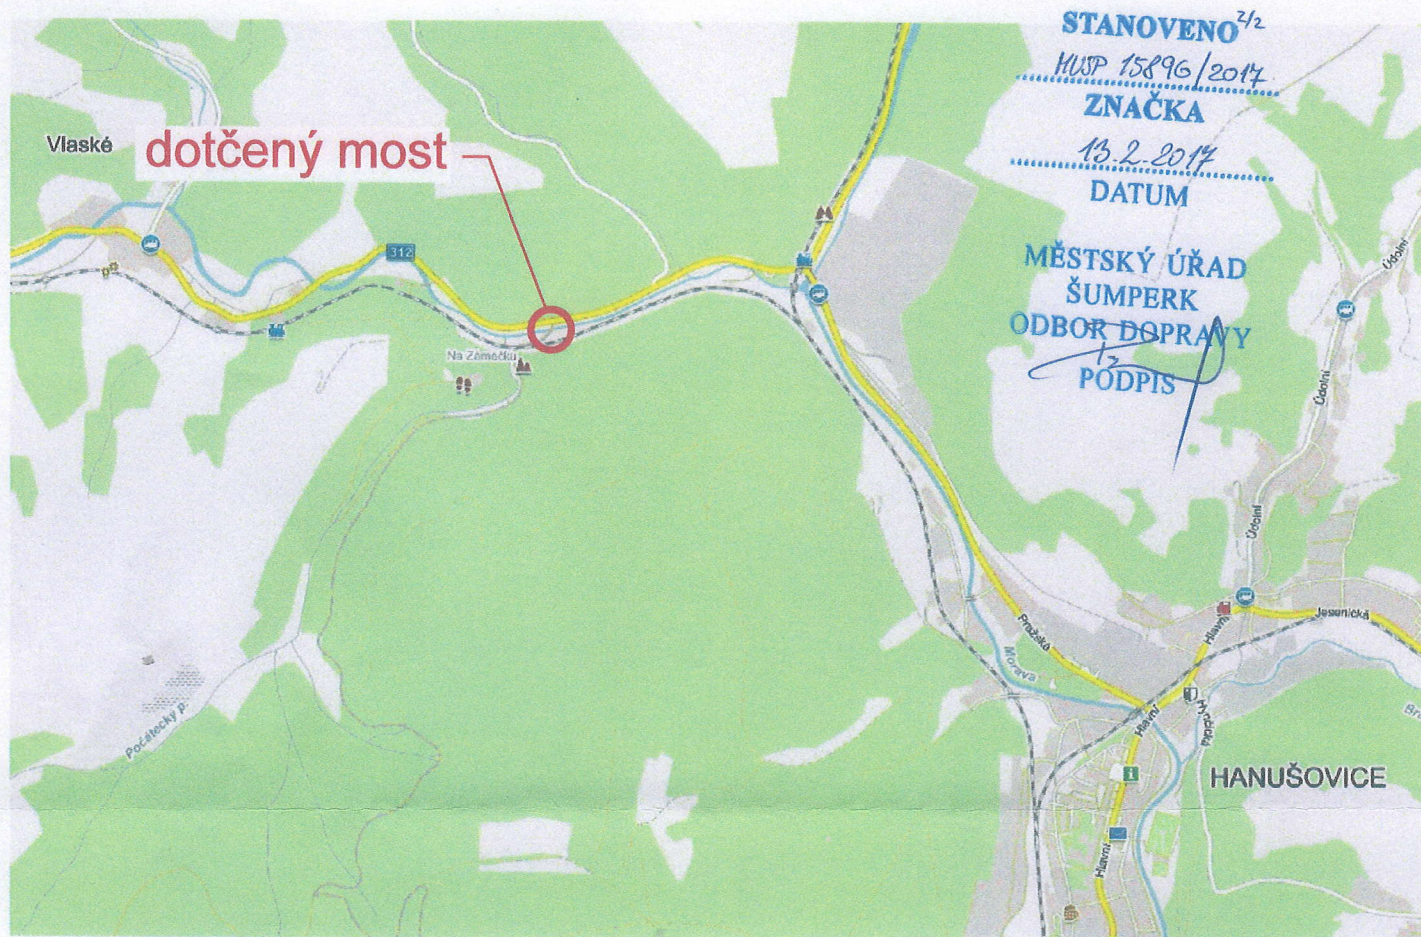 STANOVENO 2/2
MUSP 15896/2017
ZNAČKA
13.2.2017
DATUM
MĚSTSKÝ ÚŘAD
ŠUMPERK
ODBOR DOPRAVY
PODPIS
Vlaské
dotčený most
312
Na Zámečku
Údolní
Údolní
Údolní
Pražská
Morava
Hlavní
Jesenická
Hlavní
Hynčická
HANUŠOVICE
Hlavní
Počátecký p.